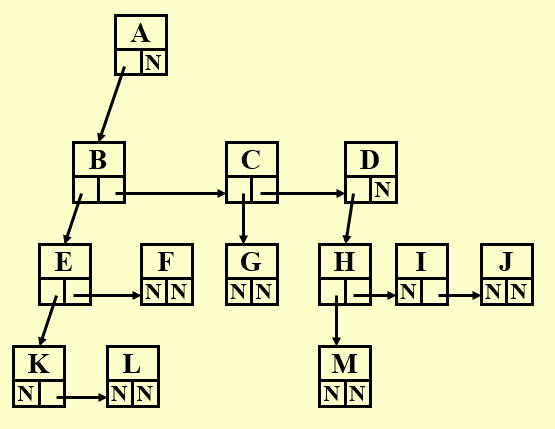 A
N
B C D
N
E F G H I J
N N N N N N N
K L M
N N N N N